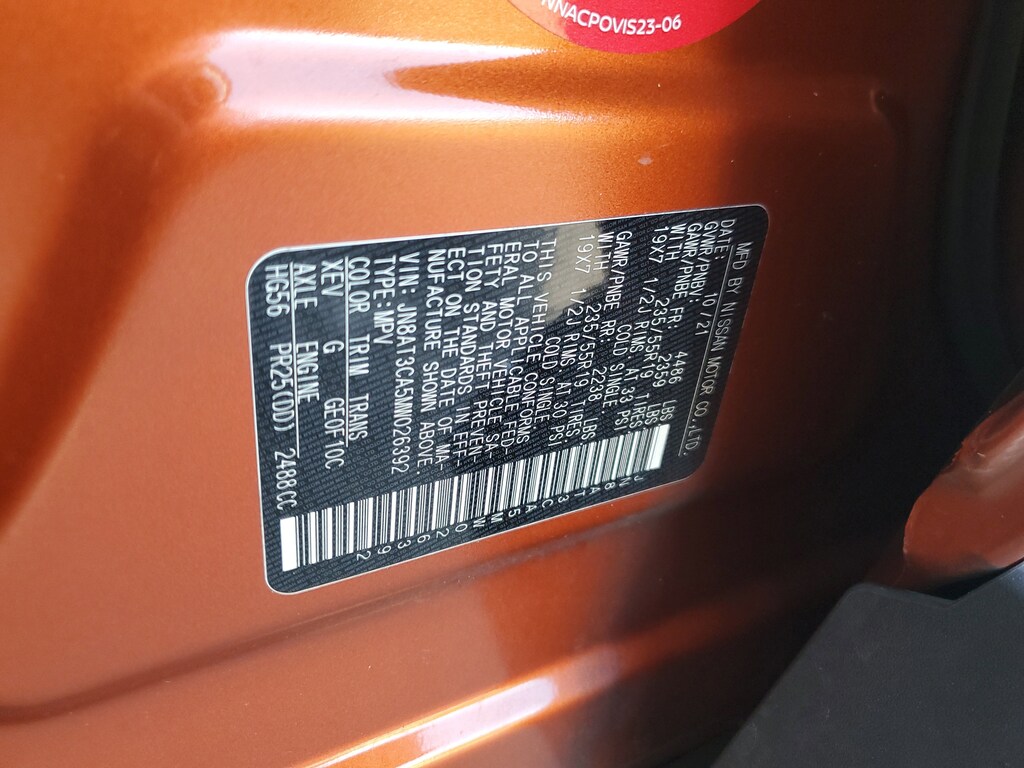 NNACPOVIS23-06
MFD BY NISSAN MOTOR CO.,LTD.
DATE: 10/21
GVWR/PNBV: 4486 LBS
GAWR/PNBE FR: 2359 LBS
WITH 235/55R19 TIRES
19X7 1/2J RIMS AT 33 PSI
COLD SINGLE
GAWR/PNBE RR: 2238 LBS
WITH 235/55R19 TIRES
19X7 1/2J RIMS AT 30 PSI
COLD SINGLE
THIS VEHICLE CONFORMS
TO ALL APPLICABLE FED-
ERAL MOTOR VEHICLE SA-
FETY AND THEFT PREVEN-
TION STANDARDS IN EFF-
ECT ON THE DATE OF MA-
NUFACTURE SHOWN ABOVE
VIN: JN8AT3CA5MW026392
TYPE:MPV
COLOR TRIM TRANS
XEV G GE0F10C
AXLE ENGINE
HG56 PR25(DD) 2488CC
JN8AT3CA5MW026392